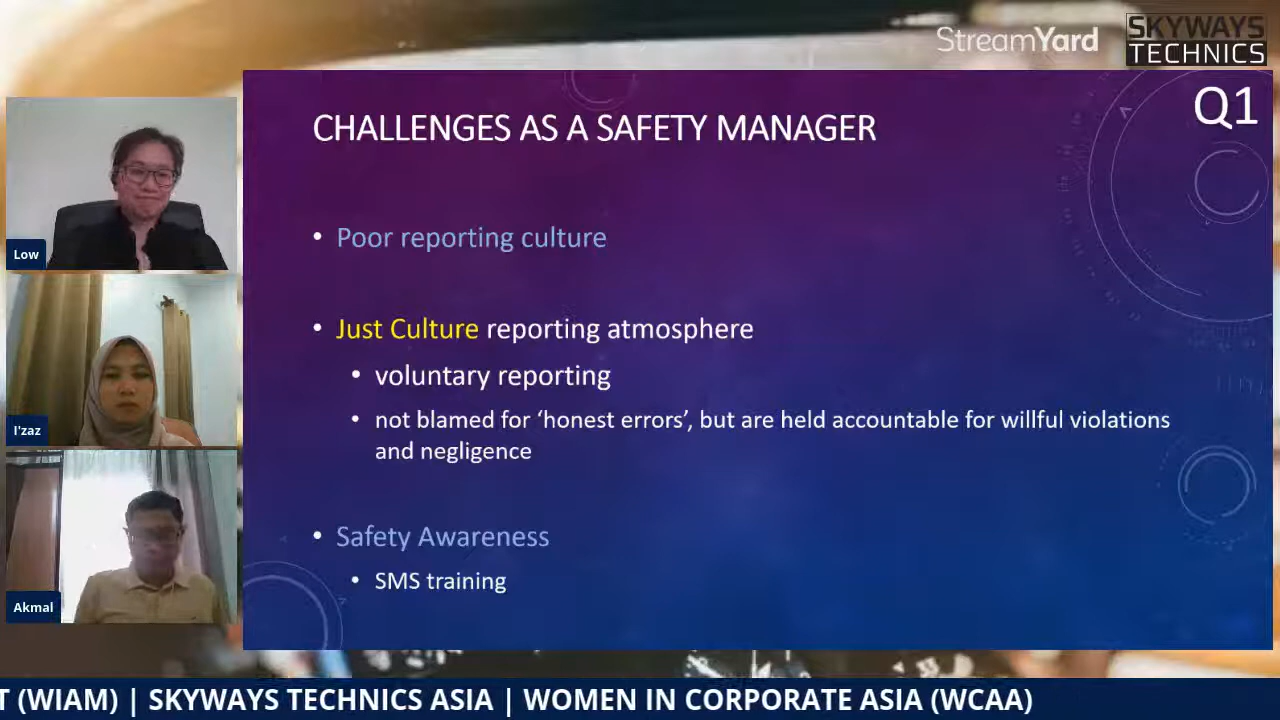 StreamYard
SKYWAYS
TECHNICS
Q1
CHALLENGES AS A SAFETY MANAGER
• Poor reporting culture
• Just Culture reporting atmosphere
• voluntary reporting
• not blamed for ‘honest errors’, but are held accountable for willful violations
and negligence
• Safety Awareness
• SMS training
Low
I'zaz
Akmal
T (WIAM) | SKYWAYS TECHNICS ASIA | WOMEN IN CORPORATE ASIA (WCAA)